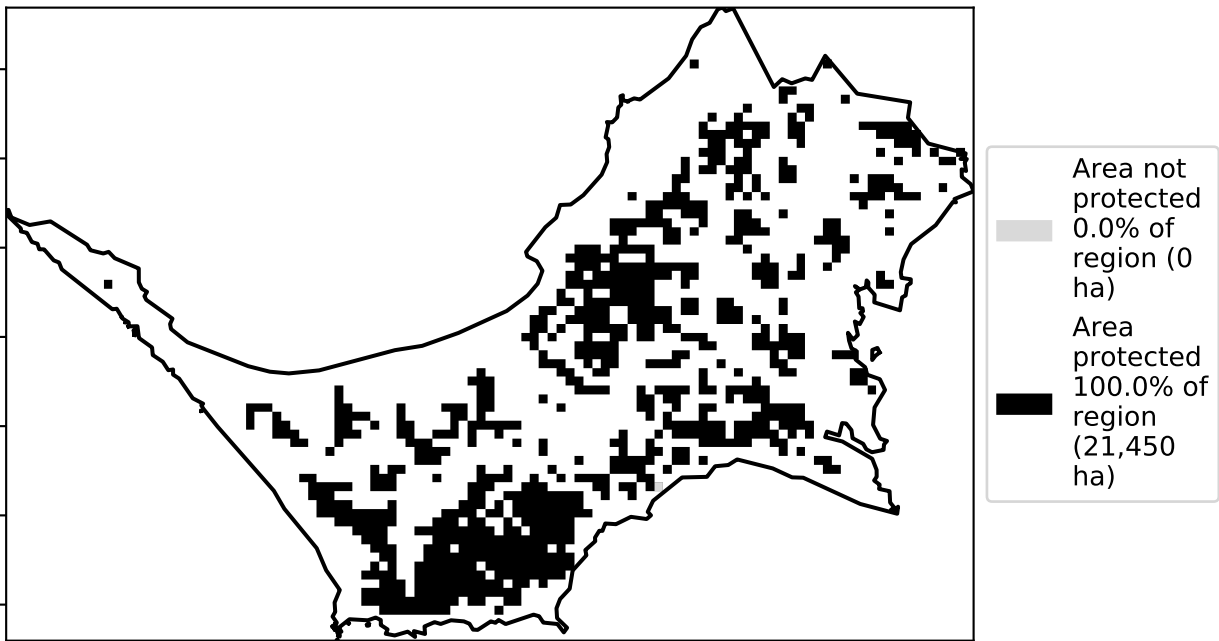 Area not
protected
0.0% of
region (0
ha)
Area
protected
100.0% of
region
(21,450
ha)